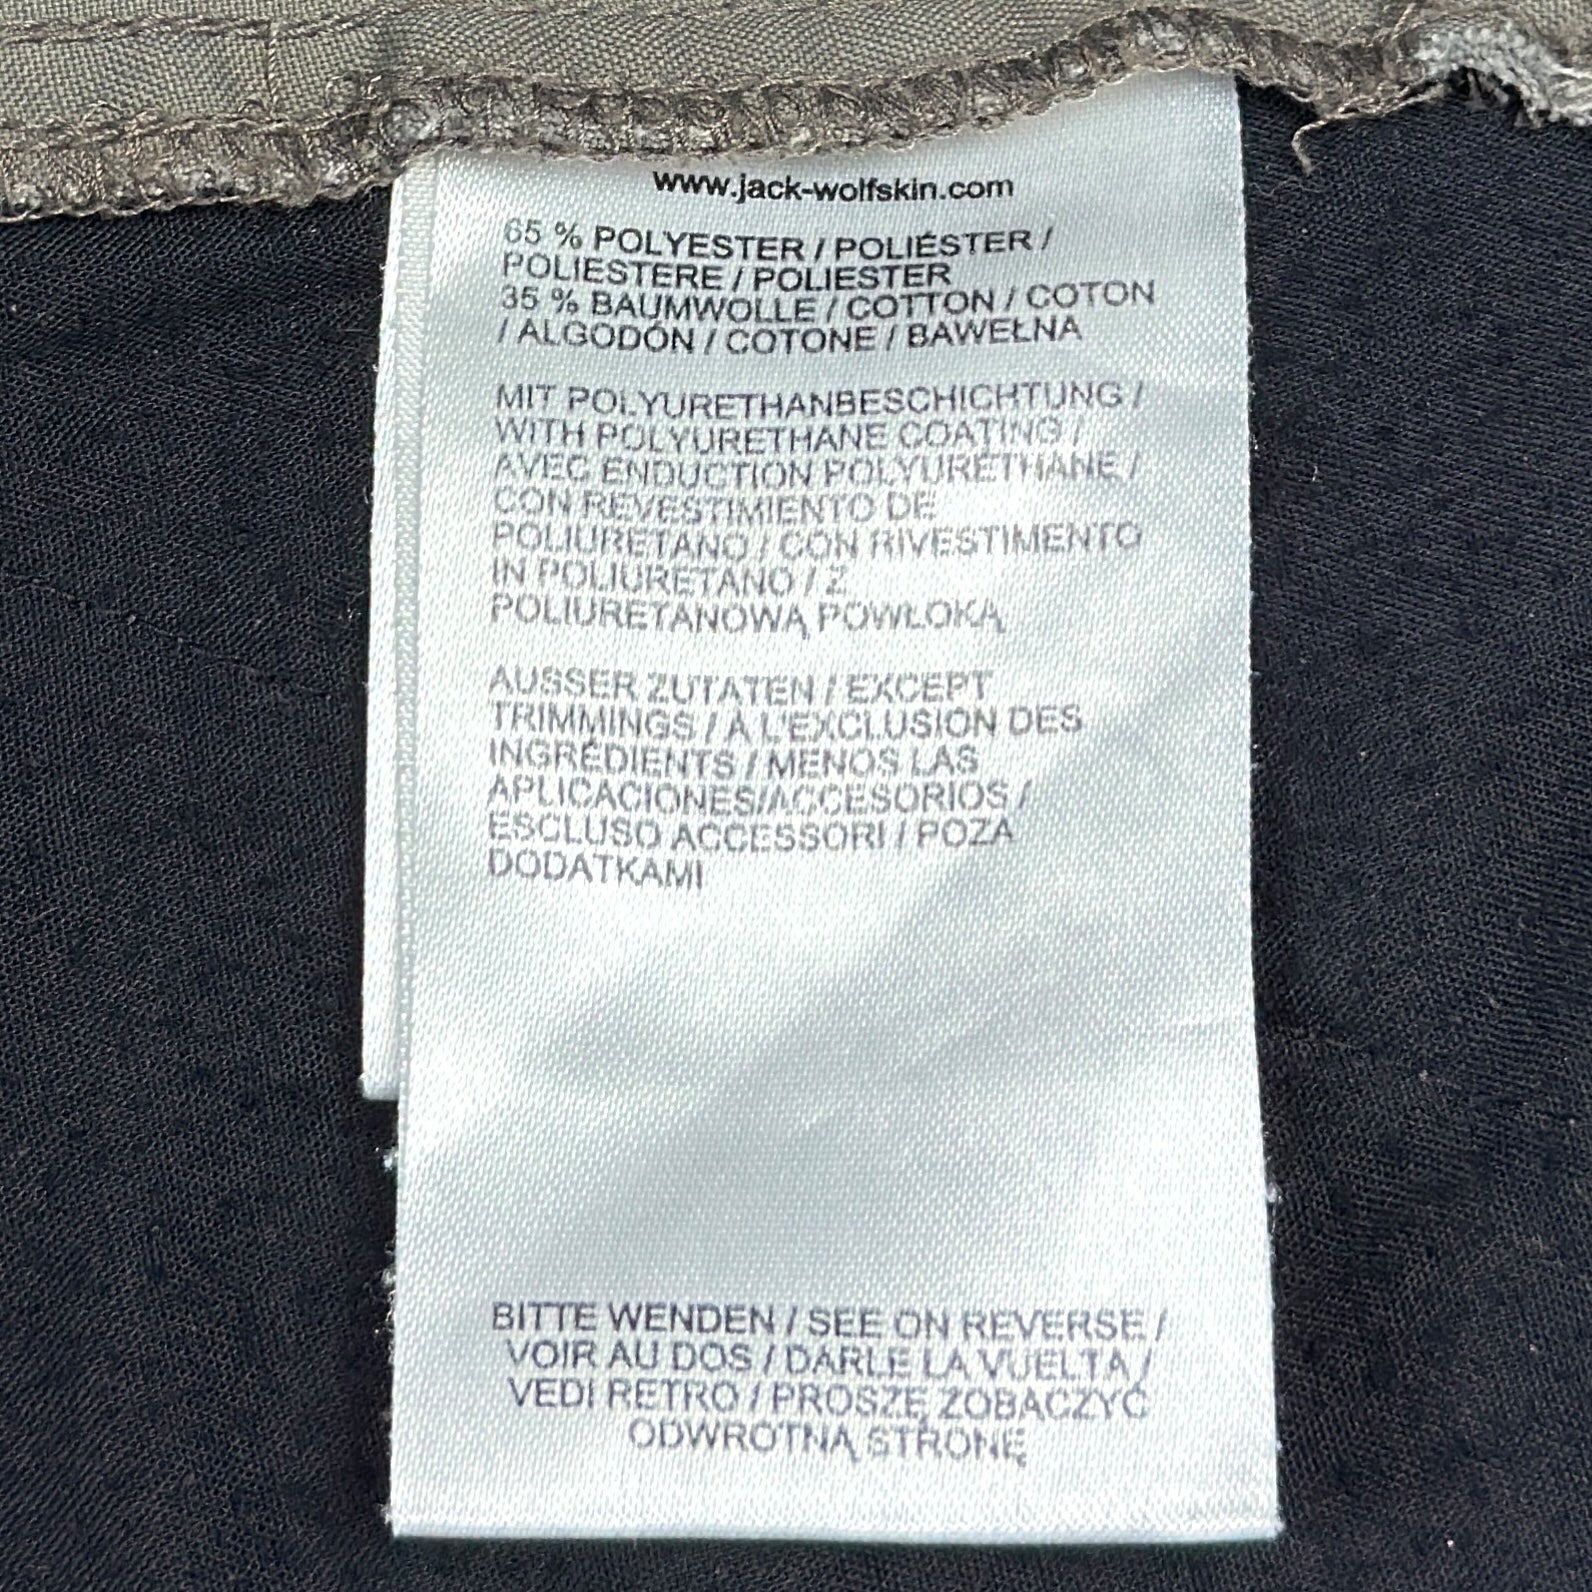 www.jack-wolfskin.com
65 % POLYESTER / POLIÉSTER /
POLIESTERE / POLIESTER
35 % BAUMWOLLE / COTTON / COTON
/ ALGODÓN / COTONE / BAWEŁNA
MIT POLYURETHANBESCHICHTUNG /
WITH POLYURETHANE COATING /
AVEC ENDUCTION POLYURÉTHANE /
CON REVESTIMIENTO DE
POLIURETANO / CON RIVESTIMENTO
IN POLIURETANO / Z
POLIURETANOWĄ POWŁOKĄ
AUSSER ZUTATEN / EXCEPT
TRIMMINGS / À L'EXCLUSION DES
INGRÉDIENTS / MENOS LAS
APLICACIONES/ACCESORIOS /
ESCLUSO ACCESSORI / POZA
DODATKAMI
BITTE WENDEN / SEE ON REVERSE /
VOIR AU DOS / DARLE LA VUELTA /
VEDI RETRO / PROSZĘ ZOBACZYĆ
ODWROTNĄ STRONĘ